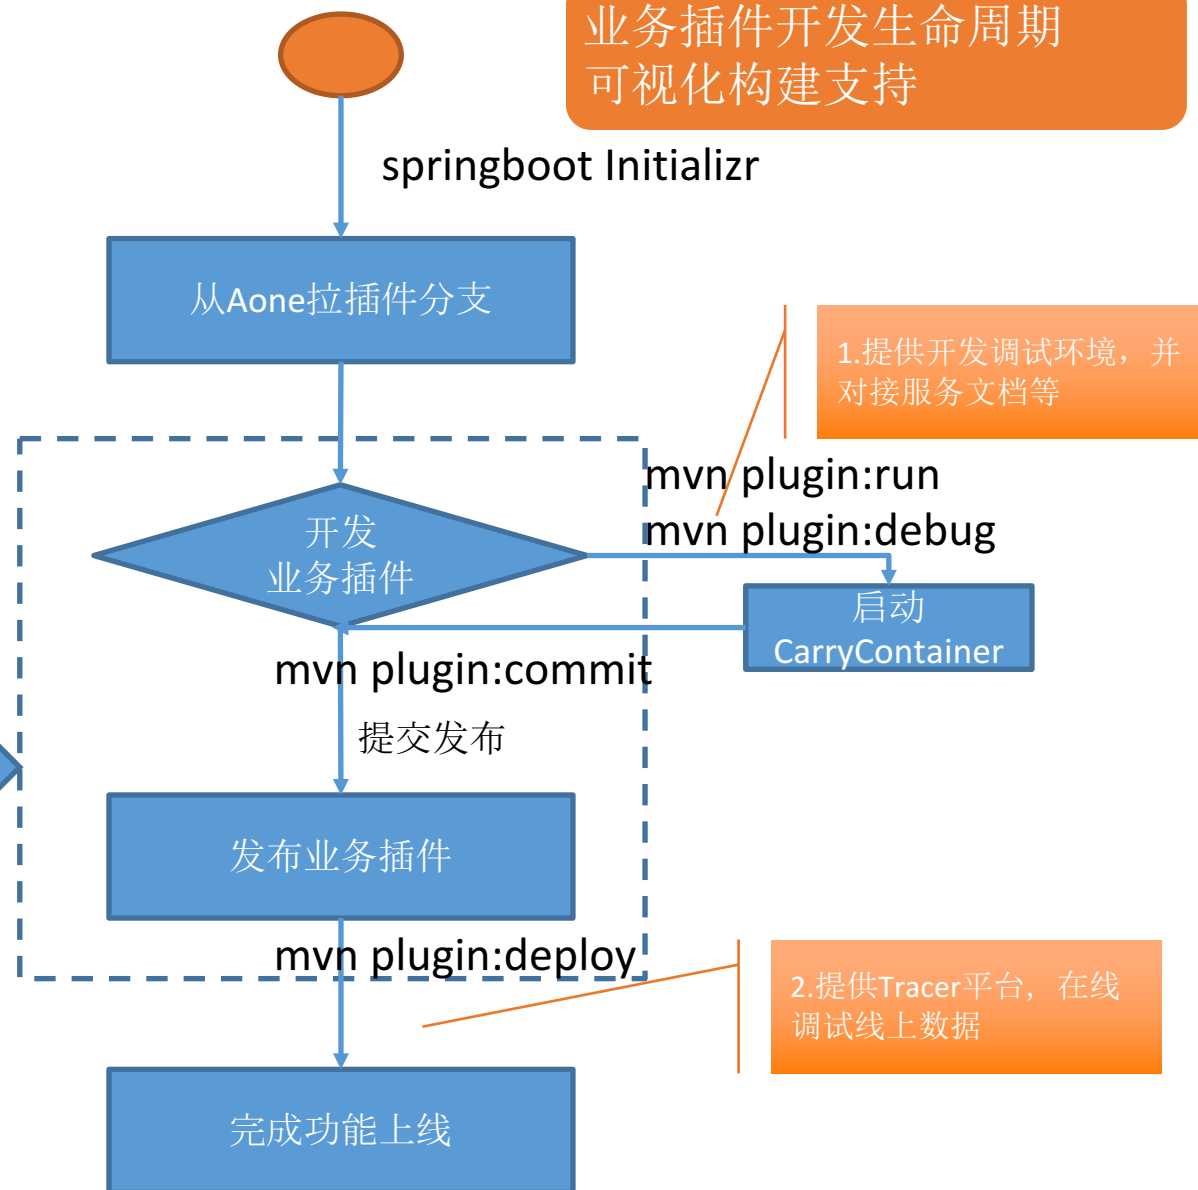 业务插件开发生命周期
可视化构建支持
springboot Initializr
从Aone拉插件分支
1.提供开发调试环境，并
对接服务文档等
mvn plugin:run
mvn plugin:debug
开发
业务插件
启动
CarryContainer
mvn plugin:commit
提交发布
发布业务插件
mvn plugin:deploy
2.提供Tracer平台，在线
调试线上数据
完成功能上线